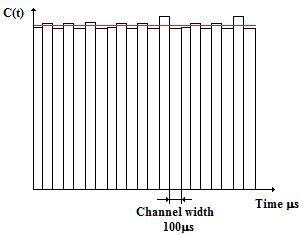 C(t)
Time μs
Channel width
100μs